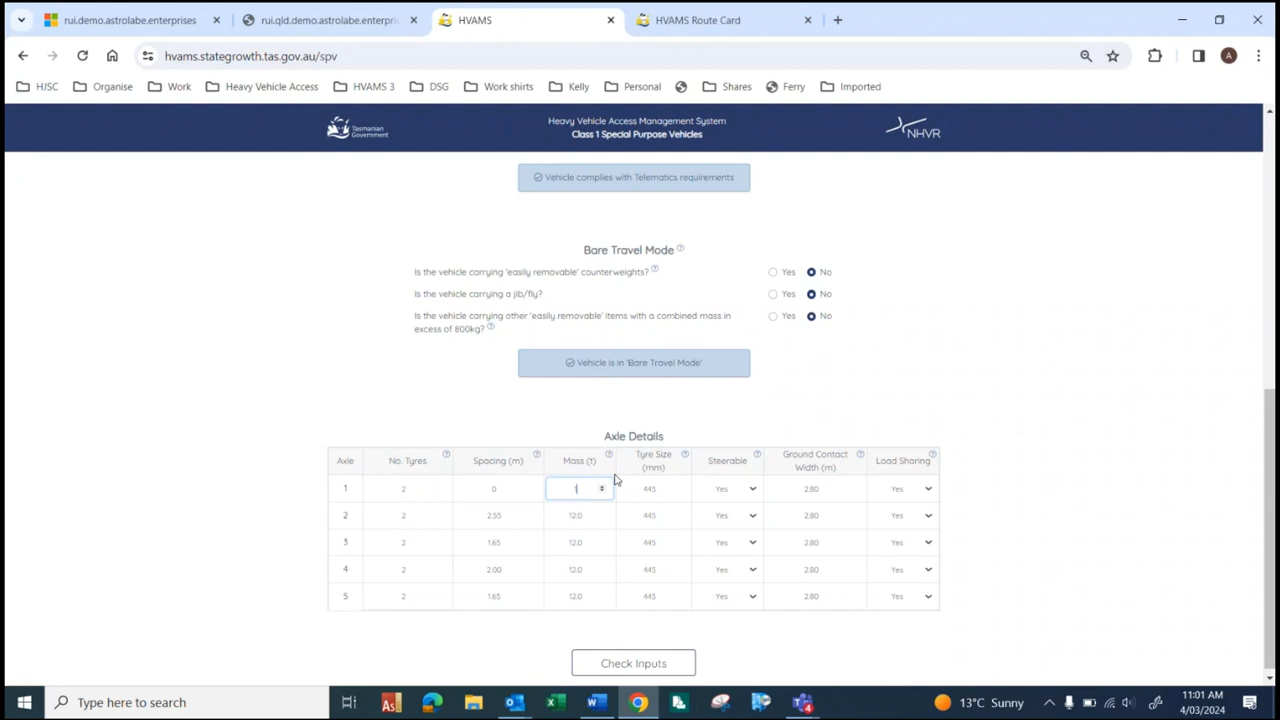 rui.demo.astrolabe.enterprises
rui.qld.demo.astrolabe.enterpri
HVAMS
HVAMS Route Card
hvams.stategrowth.tas.gov.au/spv
A
HJSC Organise Work Heavy Vehicle Access HVAMS 3 DSG Work shirts Kelly Personal Shares Ferry Imported
Tasmanian
Government
Heavy Vehicle Access Management System
Class 1 Special Purpose Vehicles
NHVR
Vehicle complies with Telematics requirements
Bare Travel Mode
Is the vehicle carrying 'easily removable' counterweights? Yes No
Is the vehicle carrying a jib/fly? Yes No
Is the vehicle carrying other 'easily removable' items with a combined mass in
excess of 800kg? Yes No
Vehicle is in 'Bare Travel Mode'
Axle Details
Axle No. Tyres Spacing (m) Mass (t) Tyre Size (mm) Steerable Ground Contact Width (m) Load Sharing
1 2 0 1 445 Yes 2.80 Yes
2 2 2.55 12.0 445 Yes 2.80 Yes
3 2 1.65 12.0 445 Yes 2.80 Yes
4 2 2.00 12.0 445 Yes 2.80 Yes
5 2 1.65 12.0 445 Yes 2.80 Yes
Check Inputs
Type here to search
13°C Sunny
11:01 AM
4/03/2024